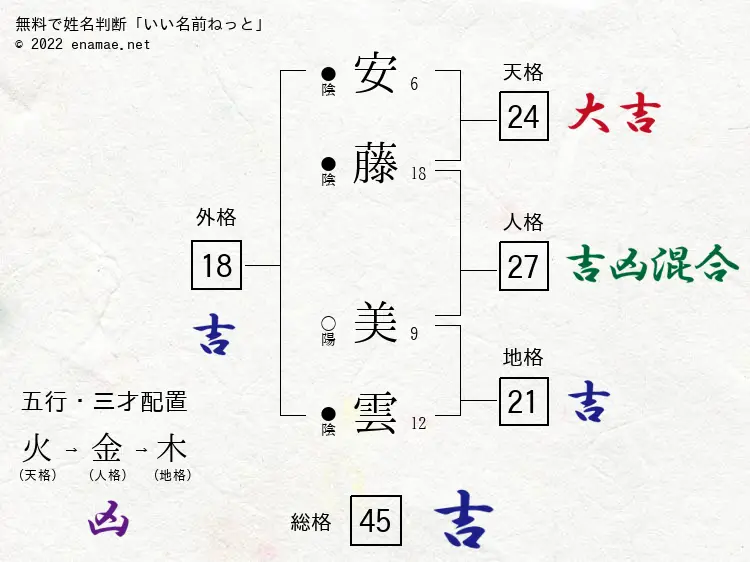 無料で姓名判断「いい名前ねっと」
© 2022 enamae.net
安 6
●陰
藤 18
●陰
美 9
○陽
雲 12
●陰
天格
24 大吉
人格
27 吉凶混合
地格
21 吉
外格
18
吉
五行・三才配置
火 → 金 → 木
(天格) (人格) (地格)
凶
総格 45 吉